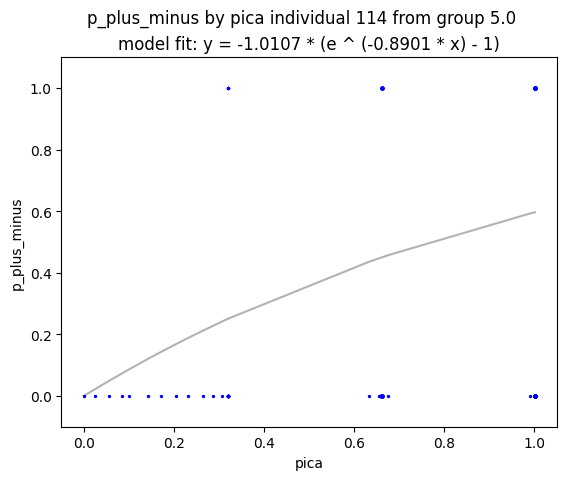 p_plus_minus by pica individual 114 from group 5.0
model fit: y = -1.0107 * (e ^ (-0.8901 * x) - 1)
1.0
0.8
0.6
0.4
0.2
0.0
p_plus_minus
0.0 0.2 0.4 0.6 0.8 1.0
pica